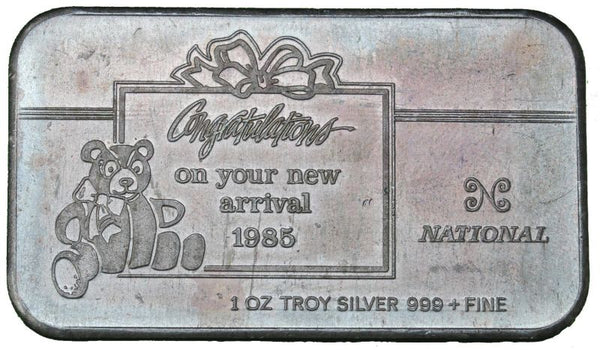 Congratulations
on your new
arrival
1985
N
NATIONAL
1 OZ TROY SILVER 999 + FINE